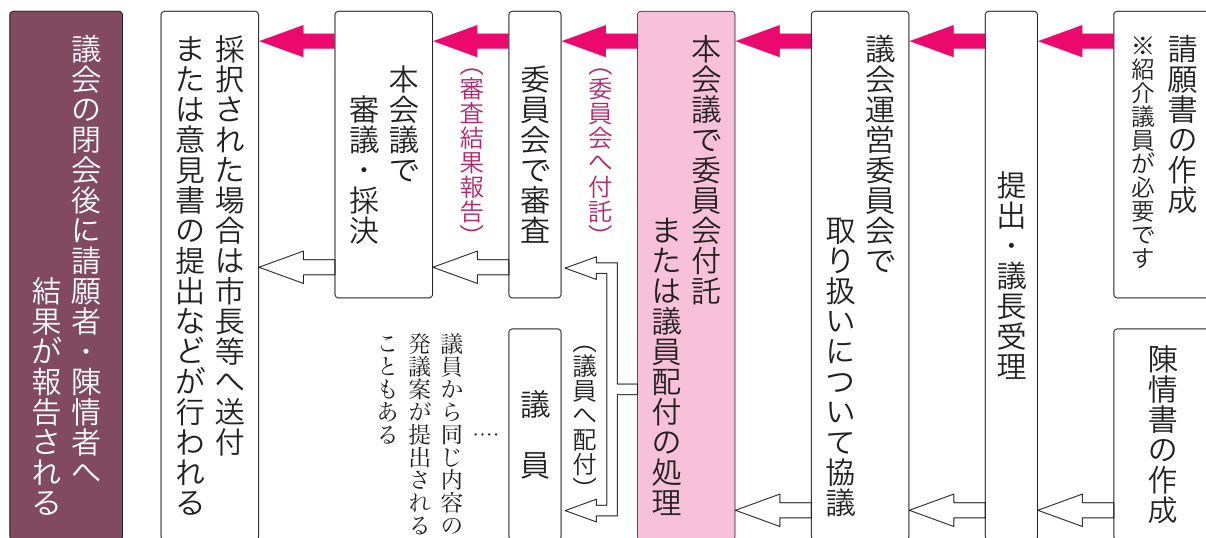 請願書の作成
※紹介議員が必要です
陳情書の作成
提出・議長受理
議会運営委員会で
取り扱いについて協議
本会議で委員会付託
または議員配付の処理
（委員会へ付託）
（議員へ配付）
委員会で審査
議員
（審査結果報告）
‥‥
議員から同じ内容の
発議案が提出される
こともある
本会議で
審議・採決
採択された場合は市長等へ送付
または意見書の提出などが行われる
議会の閉会後に請願者・陳情者へ
結果が報告される